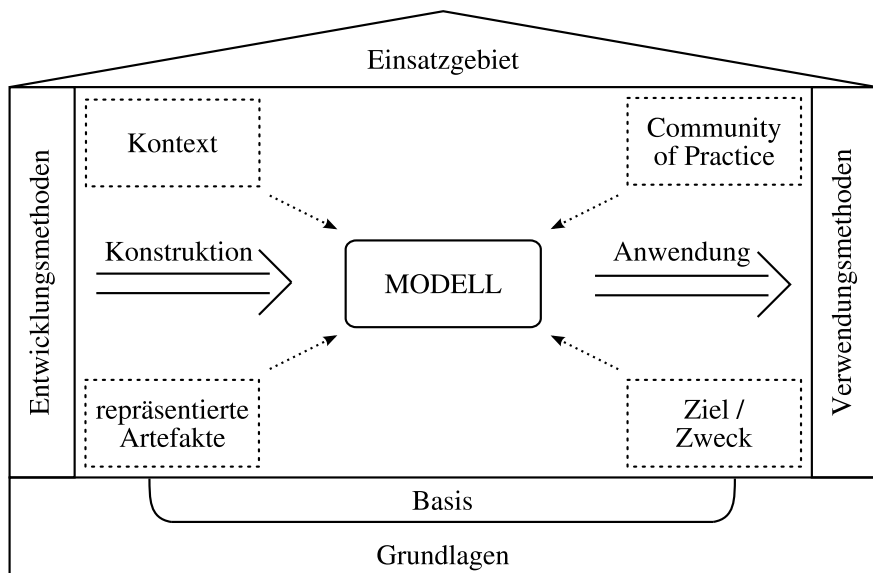 Einsatzgebiet
Entwicklungsmethoden
Kontext
Community
of Practice
Konstruktion
MODELL
Anwendung
Verwendungsmethoden
repräsentierte
Artefakte
Ziel /
Zweck
Basis
Grundlagen